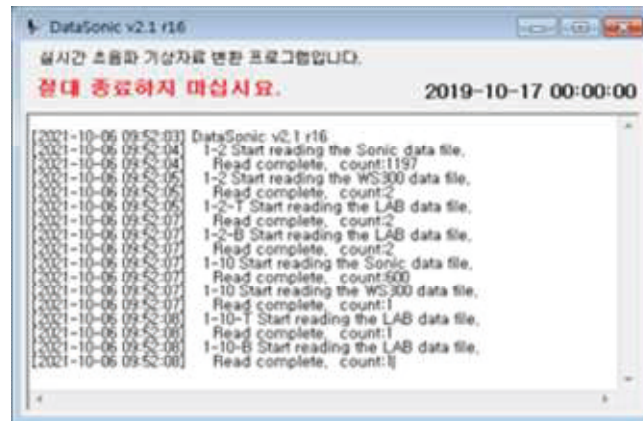 DataSonic v2.1 r16
실시간 초음파 기상자료 변환 프로그램입니다.
절대 종료하지 마십시요.
2019-10-17 00:00:00
[2021-10-06 09:52:03] DataSonic v2.1 r16
[2021-10-06 09:52:04] 1-2 Start reading the Sonic data file,
[2021-10-06 09:52:04] Read complete, count:1197
[2021-10-06 09:52:05] 1-2 Start reading the WS300 data file,
[2021-10-06 09:52:05] Read complete, count:2
[2021-10-06 09:52:05] 1-2-T Start reading the LAB data file,
[2021-10-06 09:52:07] Read complete, count:2
[2021-10-06 09:52:07] 1-2-B Start reading the LAB data file,
[2021-10-06 09:52:07] Read complete, count:2
[2021-10-06 09:52:07] 1-10 Start reading the Sonic data file,
[2021-10-06 09:52:07] Read complete, count:600
[2021-10-06 09:52:07] 1-10 Start reading the WS300 data file,
[2021-10-06 09:52:07] Read complete, count:1
[2021-10-06 09:52:08] 1-10-T Start reading the LAB data file,
[2021-10-06 09:52:08] Read complete, count:1
[2021-10-06 09:52:08] 1-10-B Start reading the LAB data file,
[2021-10-06 09:52:08] Read complete, count:1